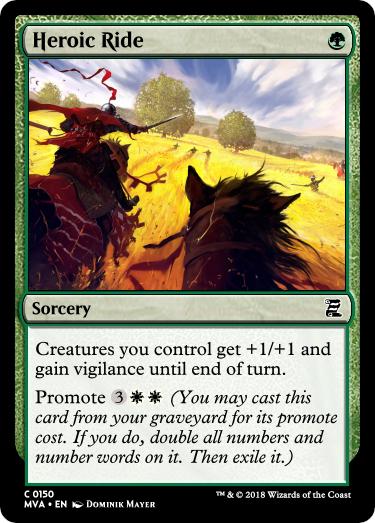 Heroic Ride
Sorcery
Creatures you control get +1/+1 and
gain vigilance until end of turn.
Promote 3 (You may cast this
card from your graveyard for its promote
cost. If you do, double all numbers and
number words on it. Then exile it.)
C 0150
MVA • EN Dominik Mayer
™ & © 2018 Wizards of the Coast